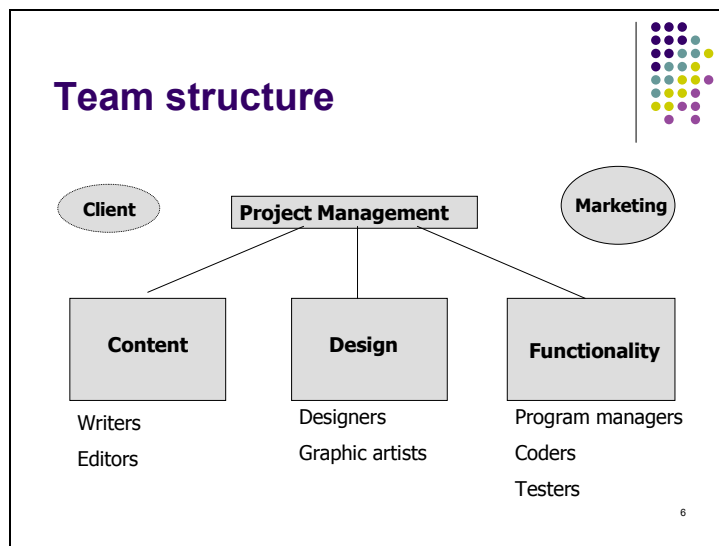 Team structure
Client
Project Management
Marketing
Content
Design
Functionality
Writers
Editors
Designers
Graphic artists
Program managers
Coders
Testers
6